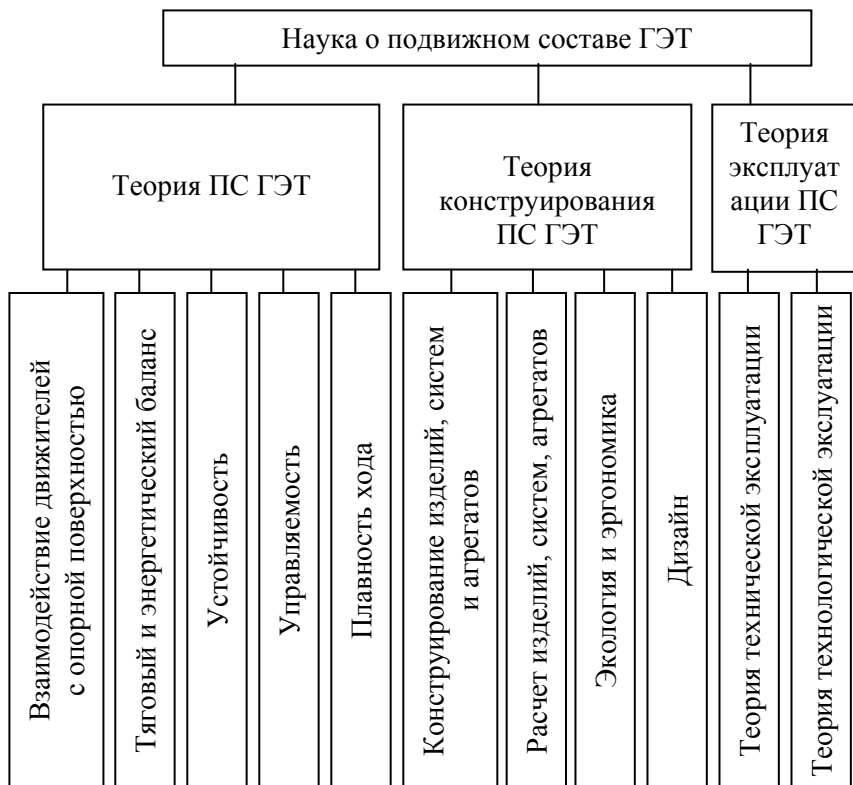 Наука о подвижном составе ГЭТ
Теория ПС ГЭТ
Теория
конструирования
ПС ГЭТ
Теория
эксплуат
ации ПС
ГЭТ
Взаимодействие движителей
с опорной поверхностью
Тяговый и энергетический баланс
Устойчивость
Управляемость
Плавность хода
Конструирование изделий, систем
и агрегатов
Расчет изделий, систем, агрегатов
Экология и эргономика
Дизайн
Теория технической эксплуатации
Теория технологической экслуатации